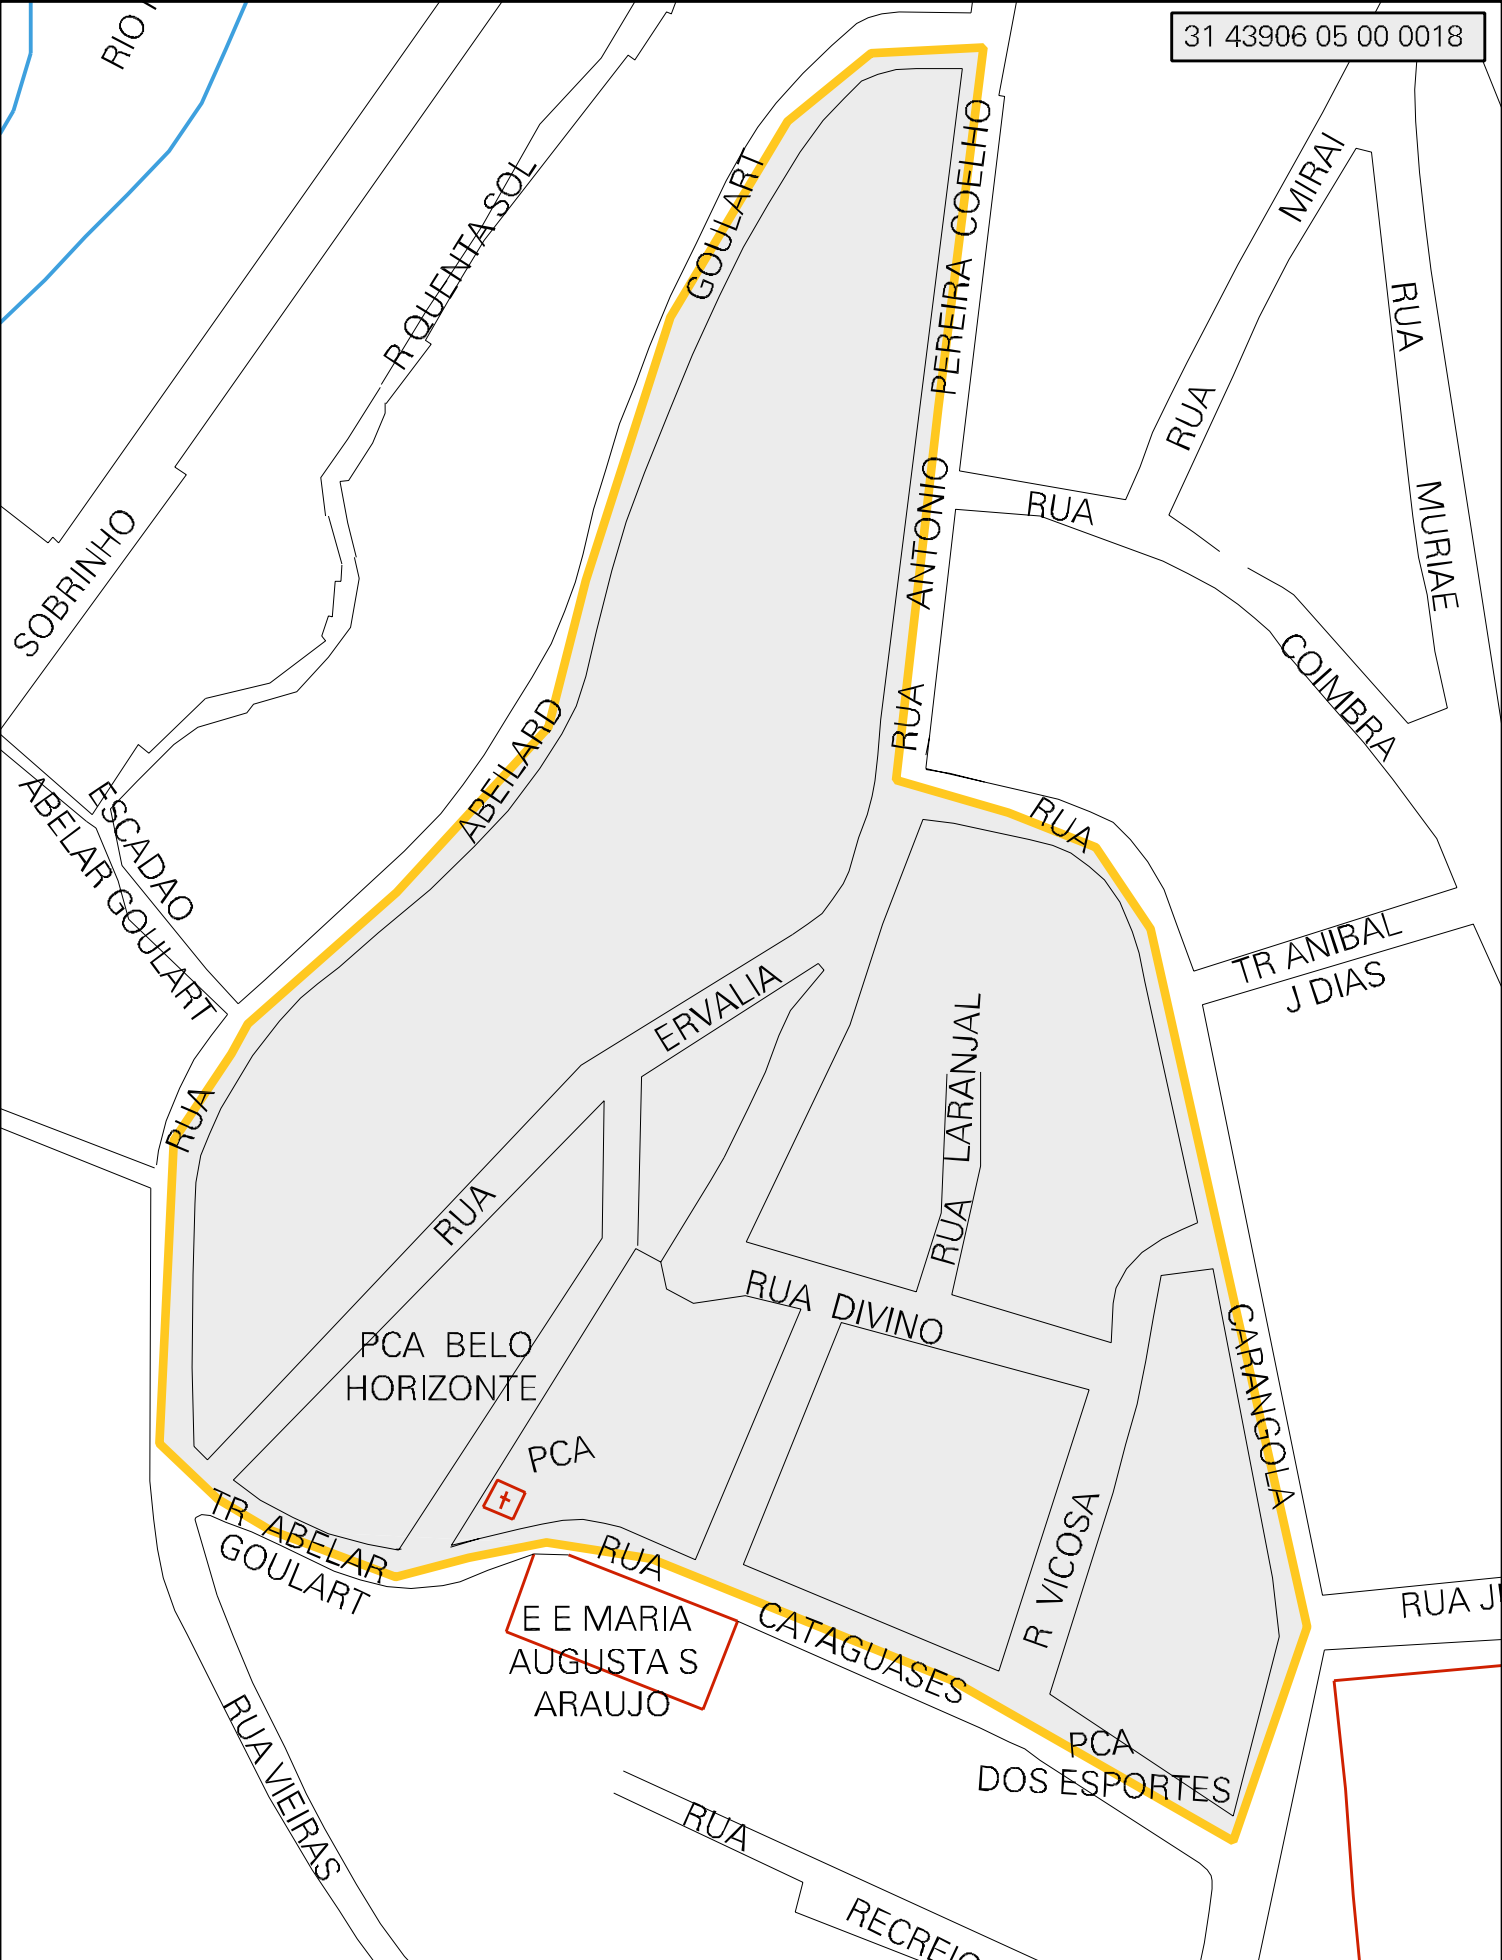 31 43906 05 00 0018
RIO
R QUENTA SOL
GOULART
ABEILARD
RUA
RUA ANTONIO PEREIRA COELHO
RUA MIRAI
RUA MURIAE
RUA COIMBRA
SOBRINHO
ESCADAO
ABELAR GOULART
RUA CARANGOLA
TR ANIBAL
J DIAS
RUA ERVALIA
RUA LARANJAL
RUA DIVINO
PCA BELO
HORIZONTE
PCA
TR ABELAR
GOULART
RUA CATAGUASES
R VICOSA
E E MARIA
AUGUSTA S
ARAUJO
PCA
DOS ESPORTES
RUA VIEIRAS
RUA RECREIO
RUA